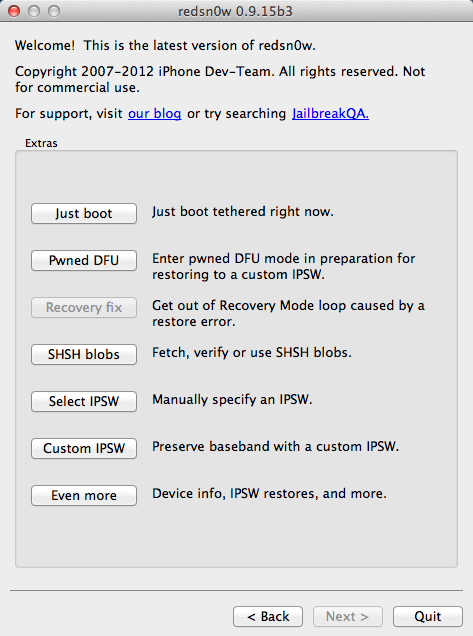 redsn0w 0.9.15b3
Welcome!  This is the latest version of redsn0w.
Copyright 2007-2012 iPhone Dev-Team. All rights reserved. Not
for commercial use.
For support, visit our blog or try searching JailbreakQA.
Extras
Just boot
Just boot tethered right now.
Pwned DFU
Enter pwned DFU mode in preparation for
restoring to a custom IPSW.
Recovery fix
Get out of Recovery Mode loop caused by a
restore error.
SHSH blobs
Fetch, verify or use SHSH blobs.
Select IPSW
Manually specify an IPSW.
Custom IPSW
Preserve baseband with a custom IPSW.
Even more
Device info, IPSW restores, and more.
< Back
Next >
Quit